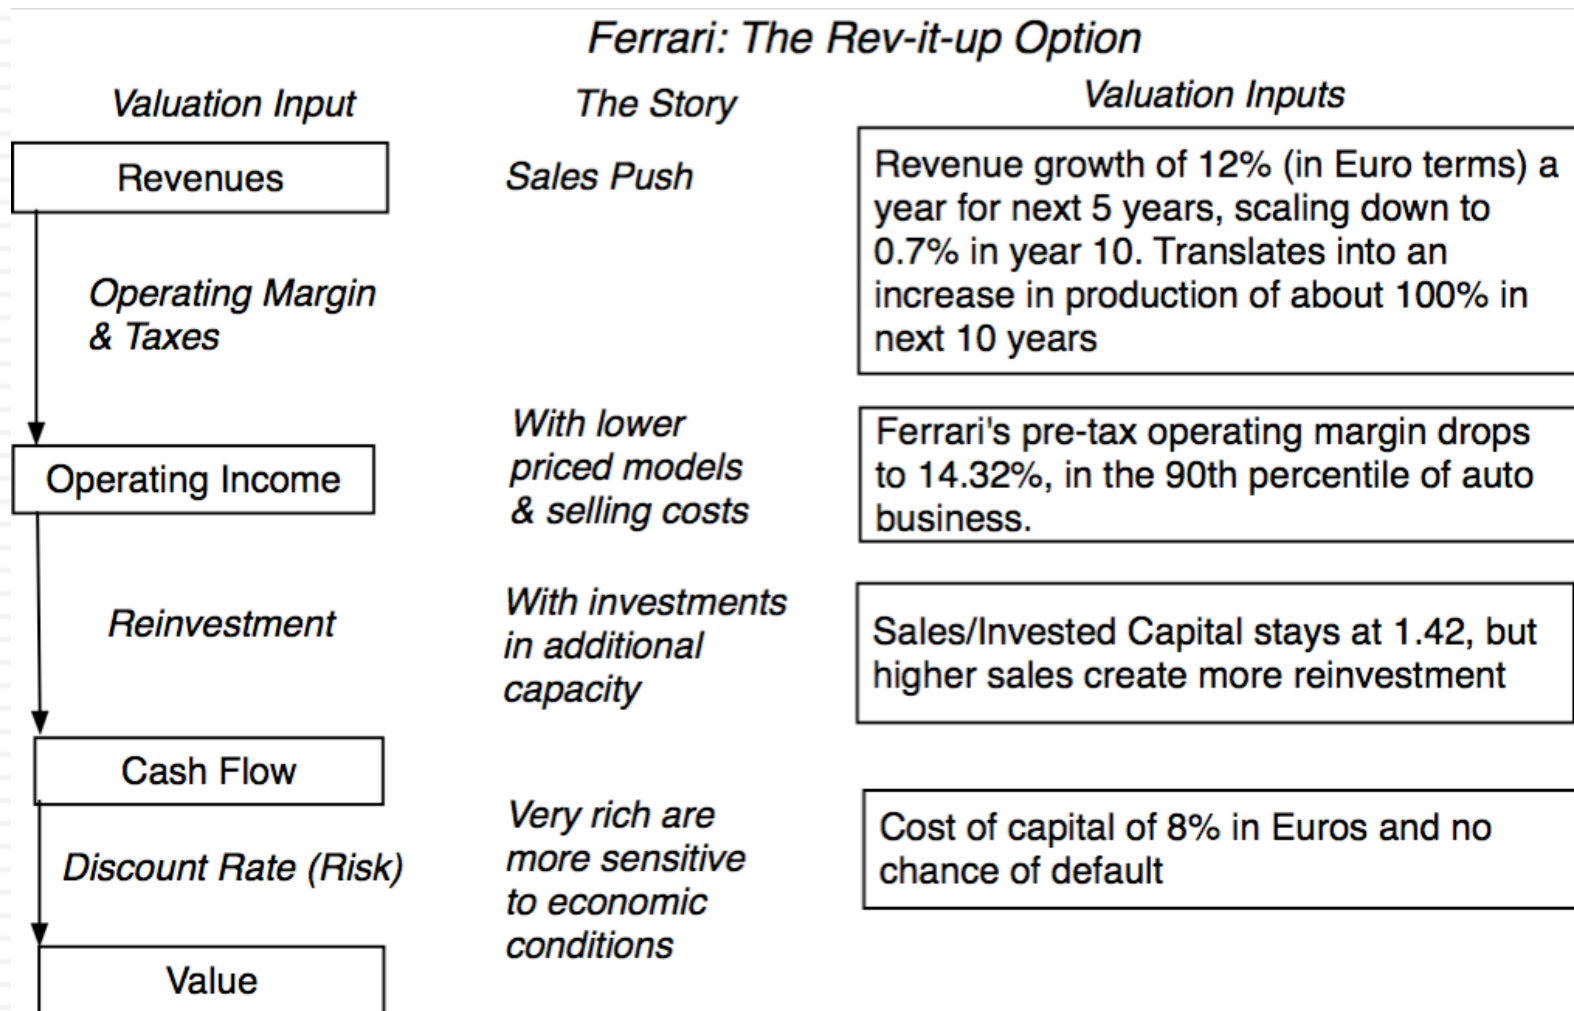 Ferrari: The Rev-it-up Option
Valuation Input
The Story
Valuation Inputs
Revenues
Sales Push
Revenue growth of 12% (in Euro terms) a
year for next 5 years, scaling down to
0.7% in year 10. Translates into an
increase in production of about 100% in
next 10 years
Operating Margin
& Taxes
Operating Income
With lower
priced models
& selling costs
Ferrari's pre-tax operating margin drops
to 14.32%, in the 90th percentile of auto
business.
Reinvestment
With investments
in additional
capacity
Sales/Invested Capital stays at 1.42, but
higher sales create more reinvestment
Cash Flow
Discount Rate (Risk)
Very rich are
more sensitive
to economic
conditions
Cost of capital of 8% in Euros and no
chance of default
Value